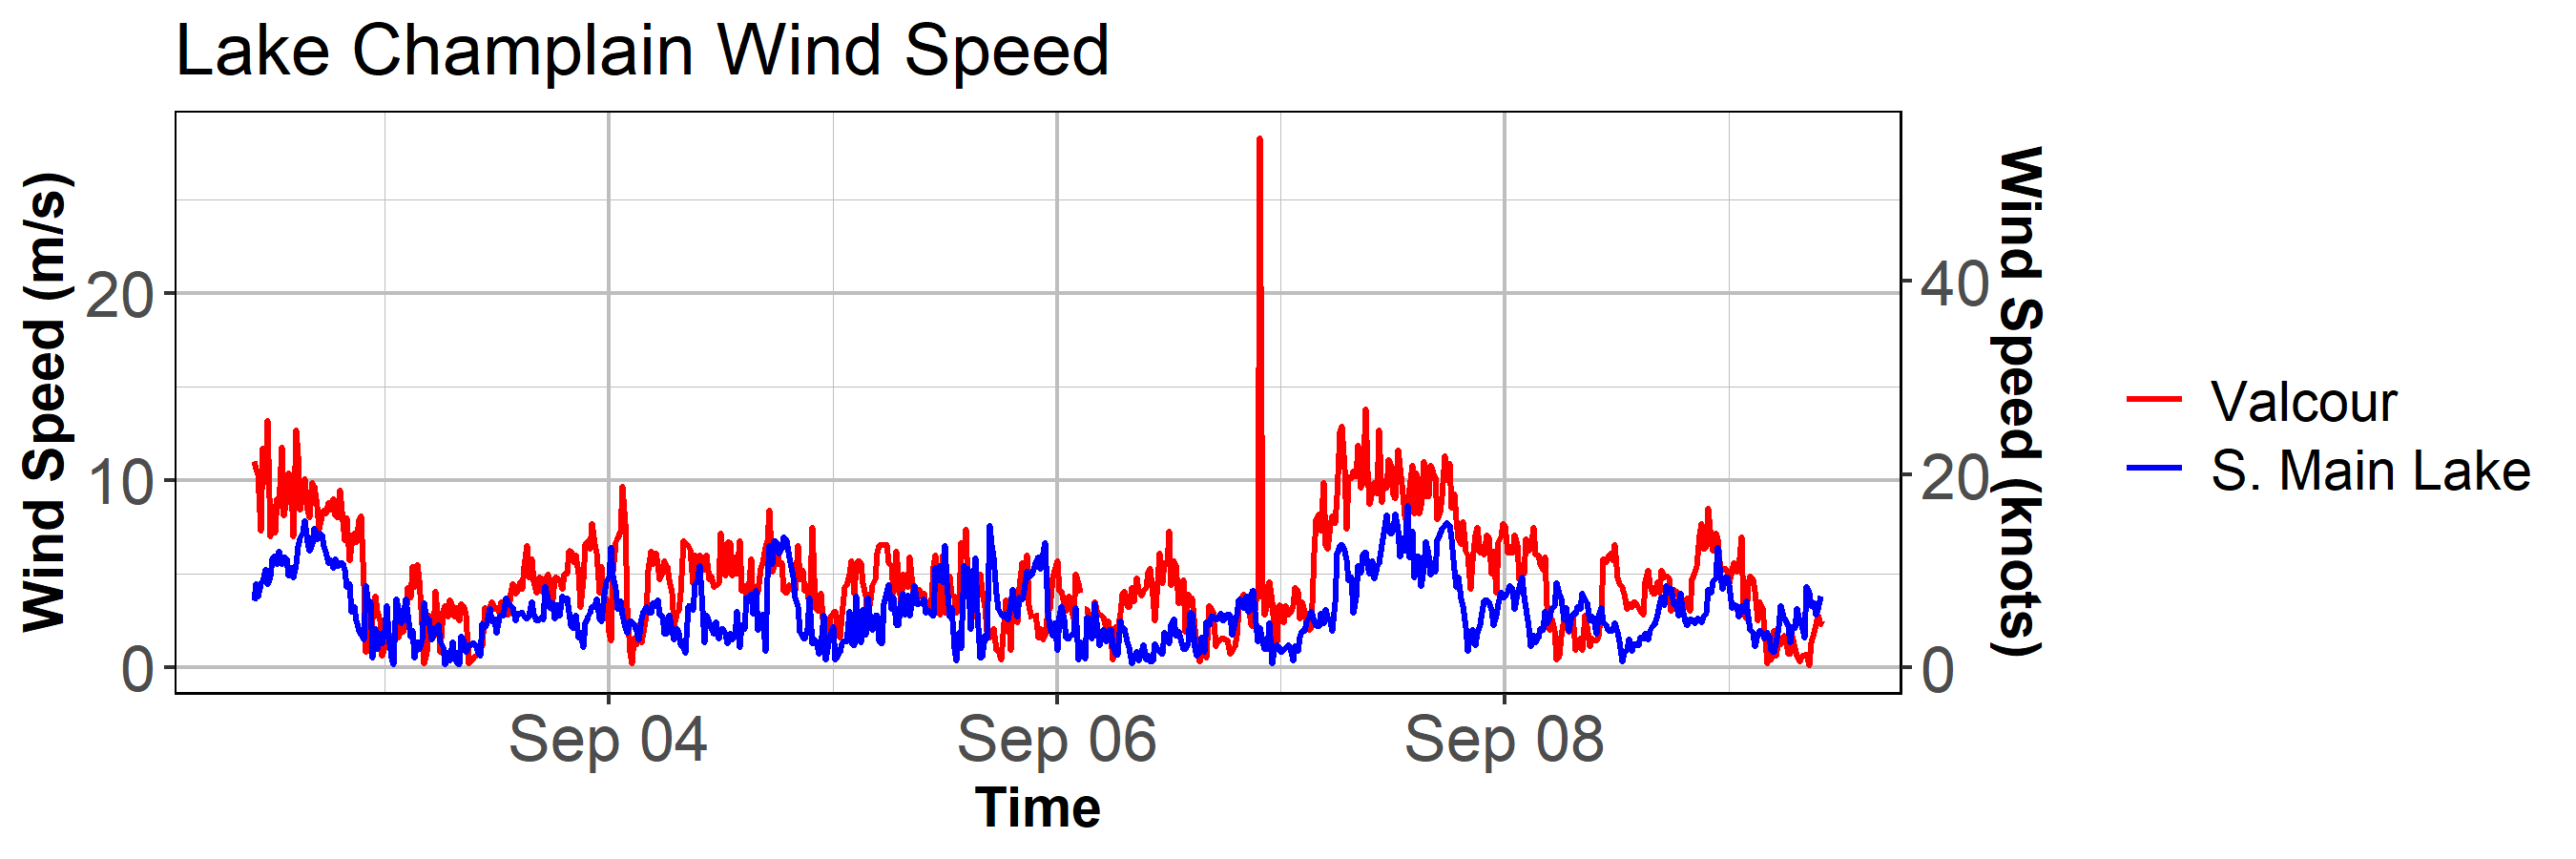 Lake Champlain Wind Speed
Wind Speed (m/s)
20
10
0
40
20
0
Wind Speed (knots)
Sep 04
Sep 06
Sep 08
Time
Valcour
S. Main Lake